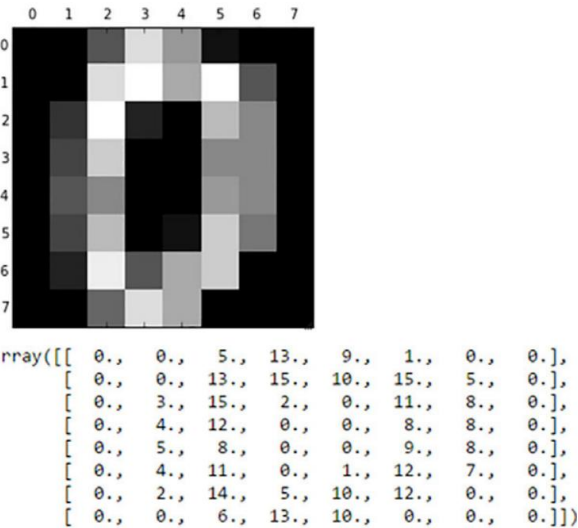 0 1 2 3 4 5 6 7
0
1
2
3
4
5
6
7
rray([[ 0., 0., 5., 13., 9., 1., 0., 0.],
[ 0., 0., 13., 15., 10., 15., 5., 0.],
[ 0., 3., 15., 2., 0., 11., 8., 0.],
[ 0., 4., 12., 0., 0., 8., 8., 0.],
[ 0., 5., 8., 0., 0., 9., 8., 0.],
[ 0., 4., 11., 0., 1., 12., 7., 0.],
[ 0., 2., 14., 5., 10., 12., 0., 0.],
[ 0., 0., 6., 13., 10., 0., 0., 0.]])